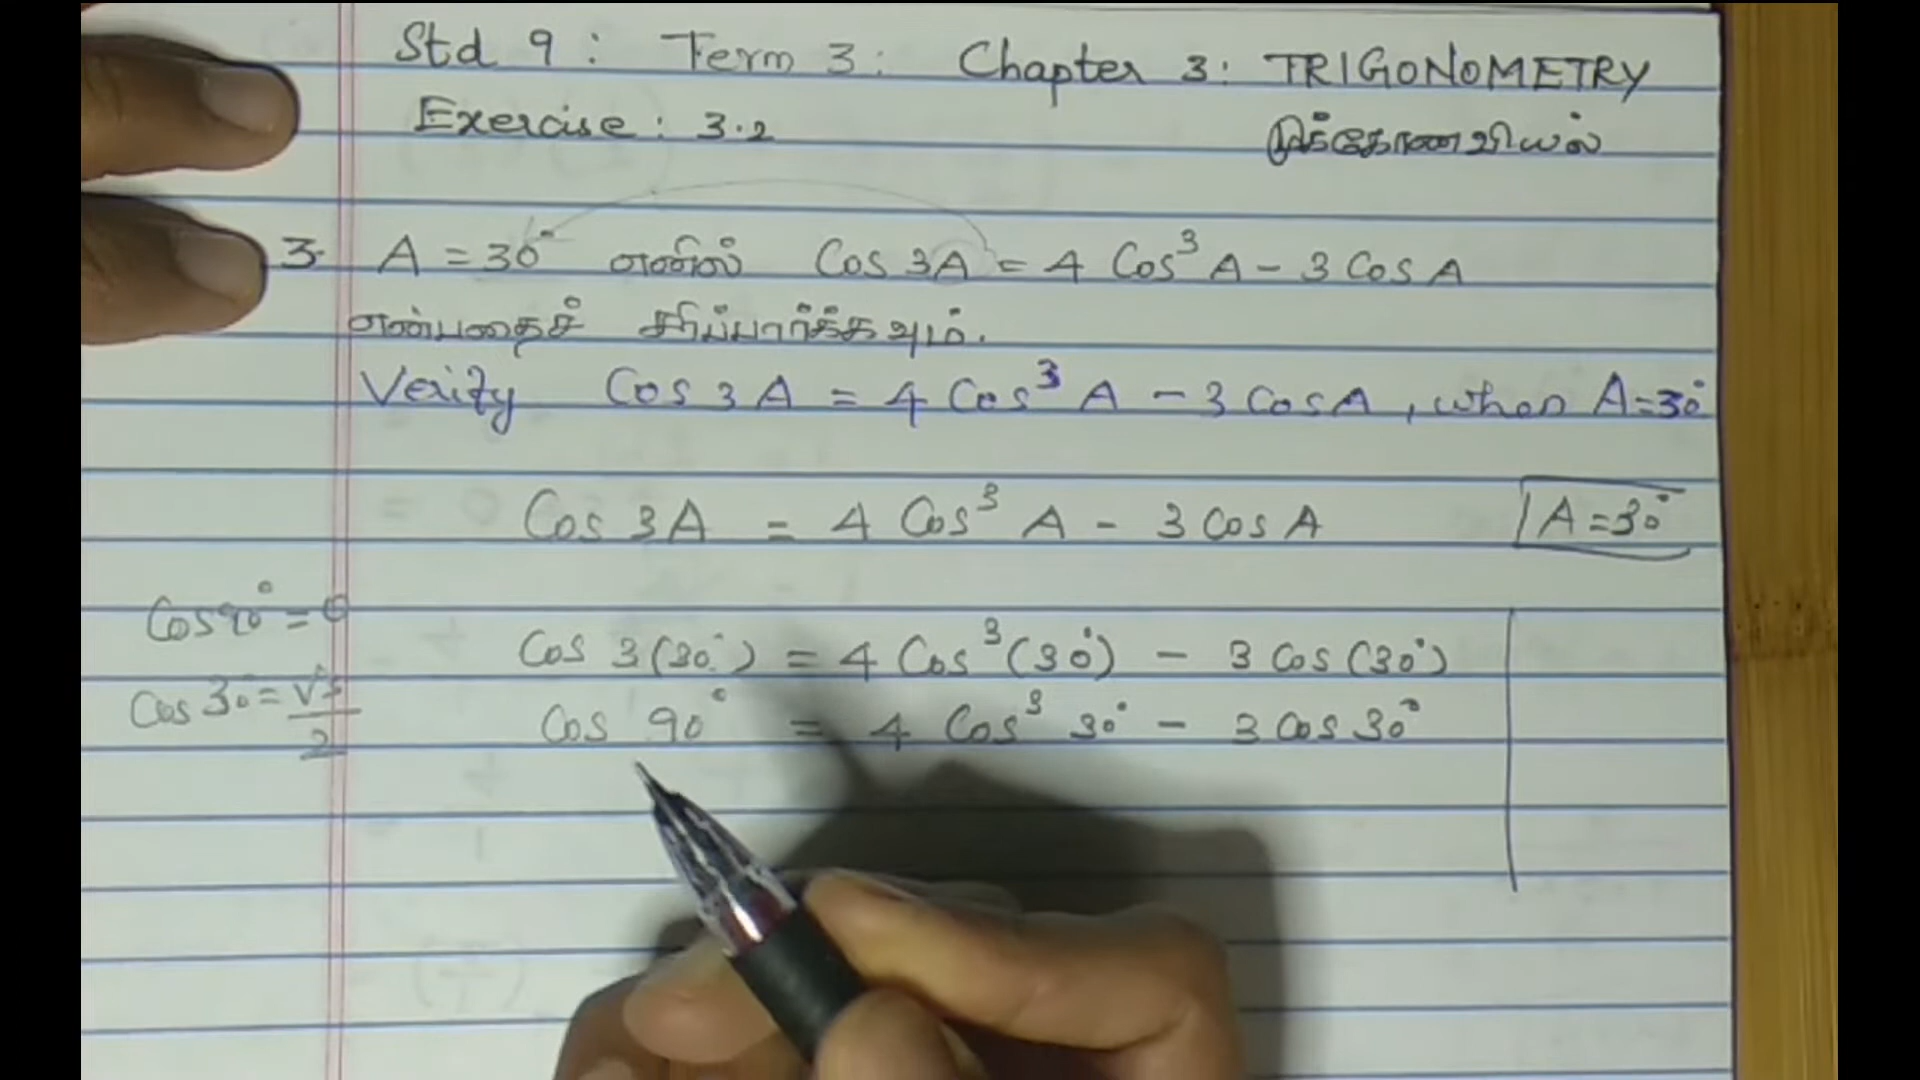 Std 9 : Term 3 : Chapter 3 : TRIGONOMETRY
Exercise : 3.2 முக்கோணவியல்
3. A = 30° எனில் Cos 3A = 4 Cos³ A - 3 Cos A
என்பதைச் சரிபார்க்கவும்.
Verify Cos 3A = 4 Cos³ A - 3 Cos A, when A = 30°
Cos 3A = 4 Cos³ A - 3 Cos A A = 30°
Cos 90° = 0
Cos 3(30°) = 4 Cos³(30°) - 3 Cos(30°)
Cos 30° = √3/2
Cos 90° = 4 Cos³ 30° - 3 Cos 30°